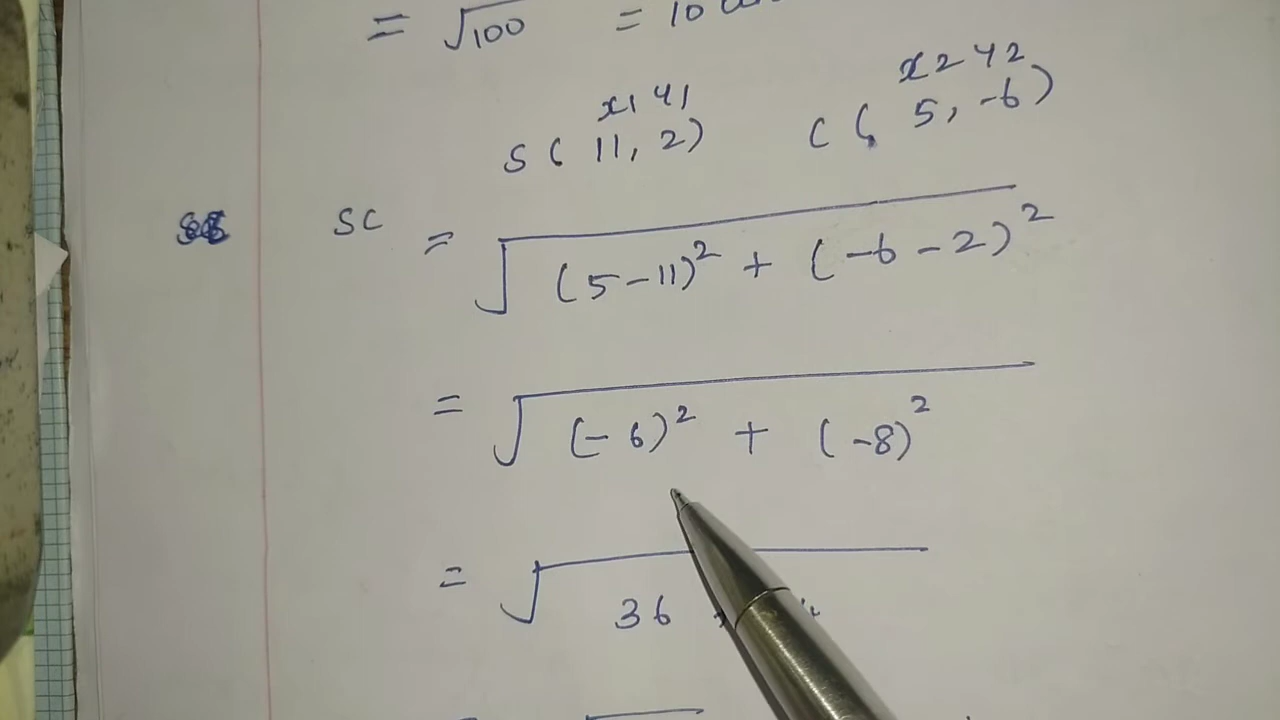 = √100 = 10
x1 y1 x2 y2
S( 11, 2) C ( 5, -6)
SC = √(5-11)² + (-6-2)²
= √(-6)² + (-8)²
= √36